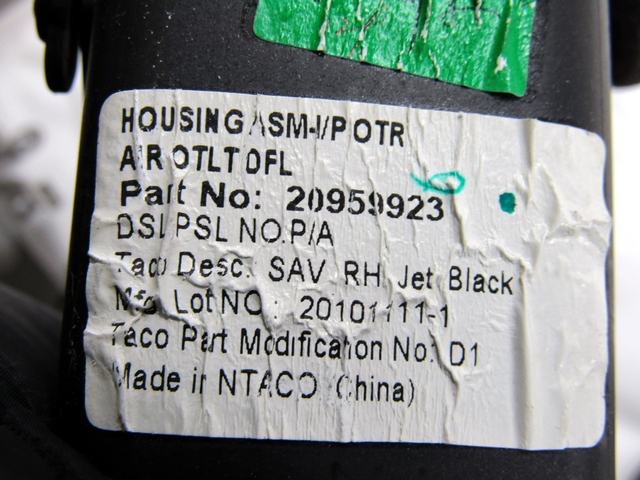 HOUSING ASM-I/P OTR
AIR OTLT DFL
Part No: 20959923
DSL PSL NO.P/A
Taco Desc: SAV RH Jet Black
Mfg Lot NO: 20101111-1
Taco Part Modification No: D1
Made in NTACO (China)